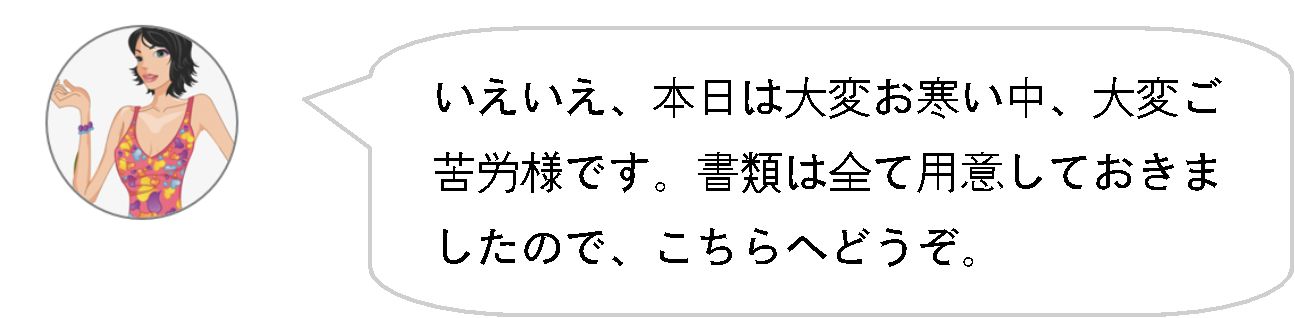 いえいえ、本日は大変お寒い中、大変ご
苦労様です。書類は全て用意しておきま
したので、こちらへどうぞ。